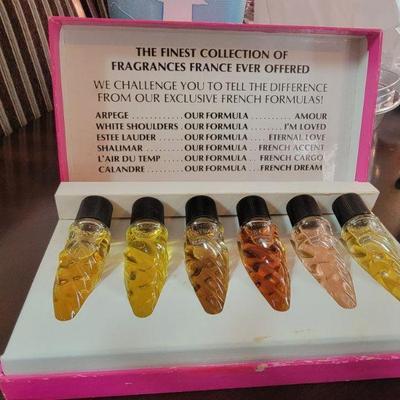 THE FINEST COLLECTION OF
FRAGRANCES FRANCE EVER OFFERED
WE CHALLENGE YOU TO TELL THE DIFFERENCE
FROM OUR EXCLUSIVE FRENCH FORMULAS!
ARPEGE . . . . . . . . . . . . . OUR FORMULA . . . . . . . . . . AMOUR
WHITE SHOULDERS . OUR FORMULA . . . . . . . . I'M LOVED
ESTEE LAUDER . . . . . OUR FORMULA . . . . ETERNAL LOVE
SHALIMAR . . . . . . . . . . OUR FORMULA . . . FRENCH ACCENT
L'AIR DU TEMP . . . . . OUR FORMULA . . . . FRENCH CARGO
CALANDRE . . . . . . . . . OUR FORMULA . . . . FRENCH DREAM